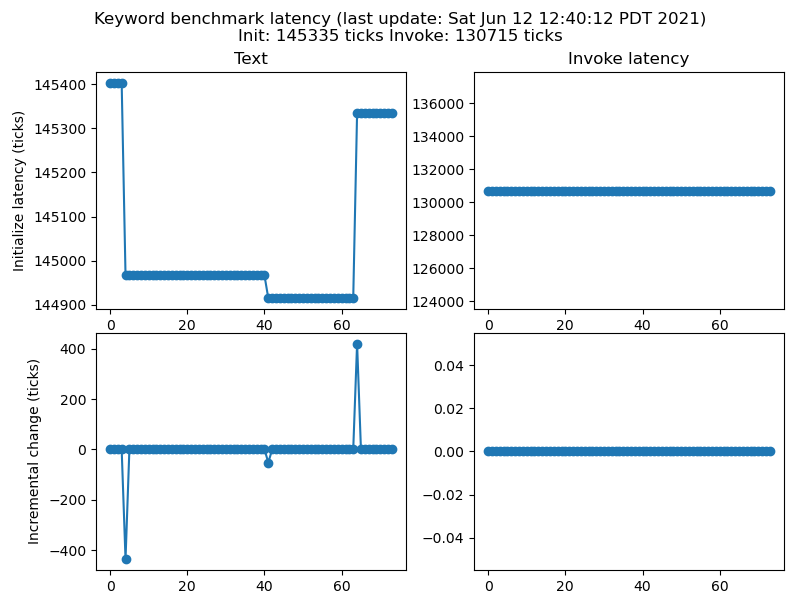 Keyword benchmark latency (last update: Sat Jun 12 12:40:12 PDT 2021)
Init: 145335 ticks Invoke: 130715 ticks
Text
Invoke latency
Initialize latency (ticks)
145400
145300
145200
145100
145000
144900
0 20 40 60
136000
134000
132000
130000
128000
126000
124000
0 20 40 60
Incremental change (ticks)
400
200
0
−200
−400
0 20 40 60
0.04
0.02
0.00
−0.02
−0.04
0 20 40 60